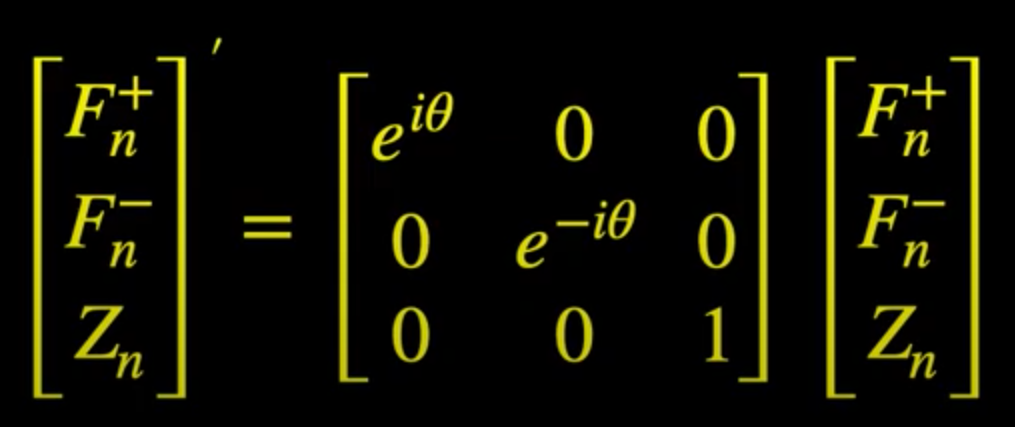 [F_n^+ F_n^- Z_n]' = [e^{iθ} 0 0; 0 e^{-iθ} 0; 0 0 1] [F_n^+ F_n^- Z_n]